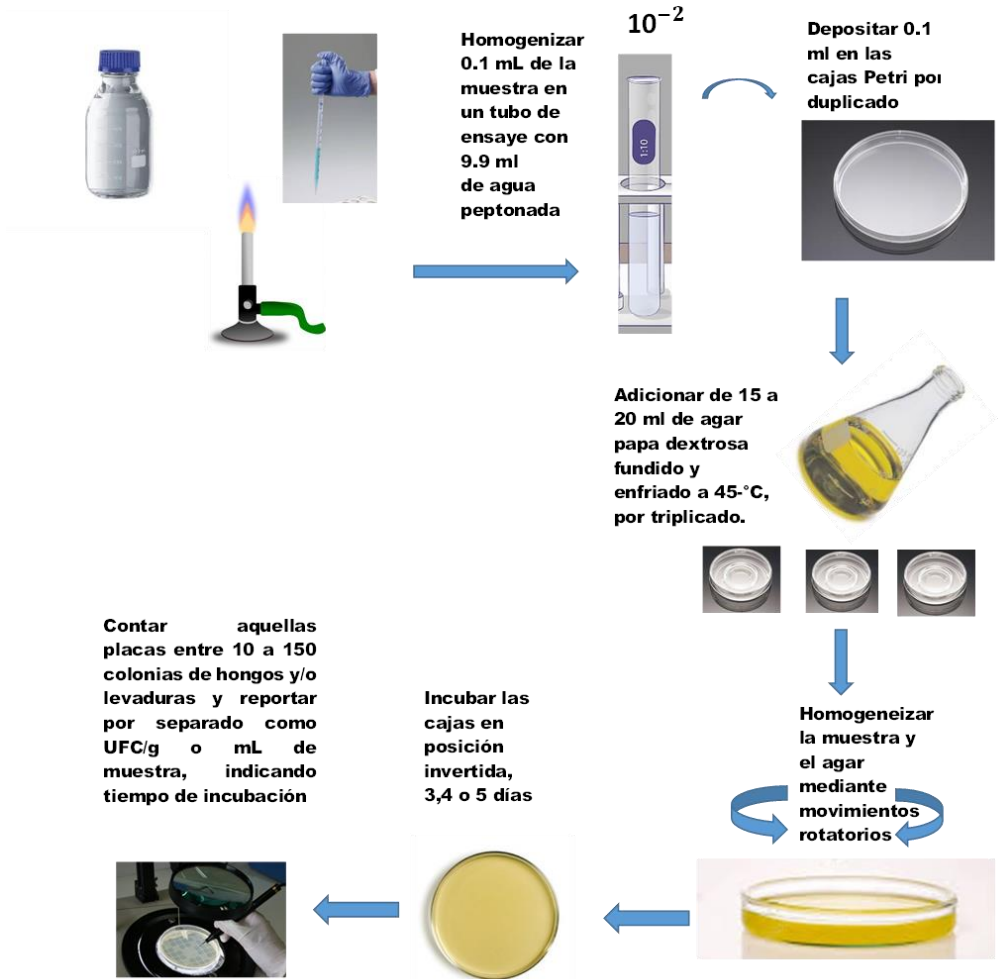 Homogenizar
0.1 mL de la
muestra en
un tubo de
ensaye con
9.9 ml
de agua
peptonada
10⁻²
1:10
Depositar 0.1
ml en las
cajas Petri por
duplicado
Adicionar de 15 a
20 ml de agar
papa dextrosa
fundido y
enfriado a 45-°C,
por triplicado.
Homogeneizar
la muestra y
el agar
mediante
movimientos
rotatorios
Incubar las
cajas en
posición
invertida,
3,4 o 5 días
Contar aquellas
placas entre 10 a 150
colonias de hongos y/o
levaduras y reportar
por separado como
UFC/g o mL de
muestra, indicando
tiempo de incubación